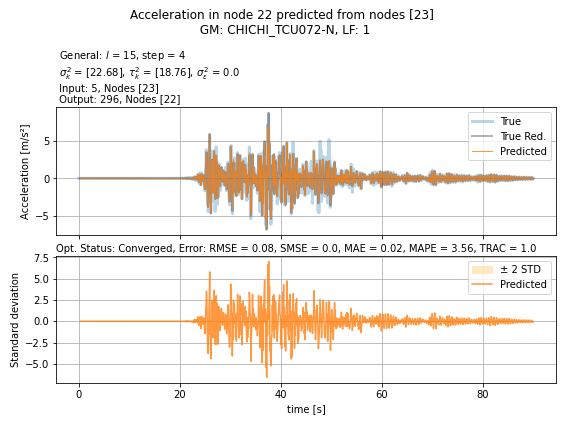 Acceleration in node 22 predicted from nodes [23]
GM: CHICHI_TCU072-N, LF: 1
General: l = 15, step = 4
σ²ₖ = [22.68], τ²ₖ = [18.76], σ²ε = 0.0
Input: 5, Nodes [23]
Output: 296, Nodes [22]
Acceleration [m/s²]
5
0
−5
True
True Red.
Predicted
Opt. Status: Converged, Error: RMSE = 0.08, SMSE = 0.0, MAE = 0.02, MAPE = 3.56, TRAC = 1.0
Standard deviation
7.5
5.0
2.5
0.0
−2.5
−5.0
± 2 STD
Predicted
0
20
40
60
80
time [s]